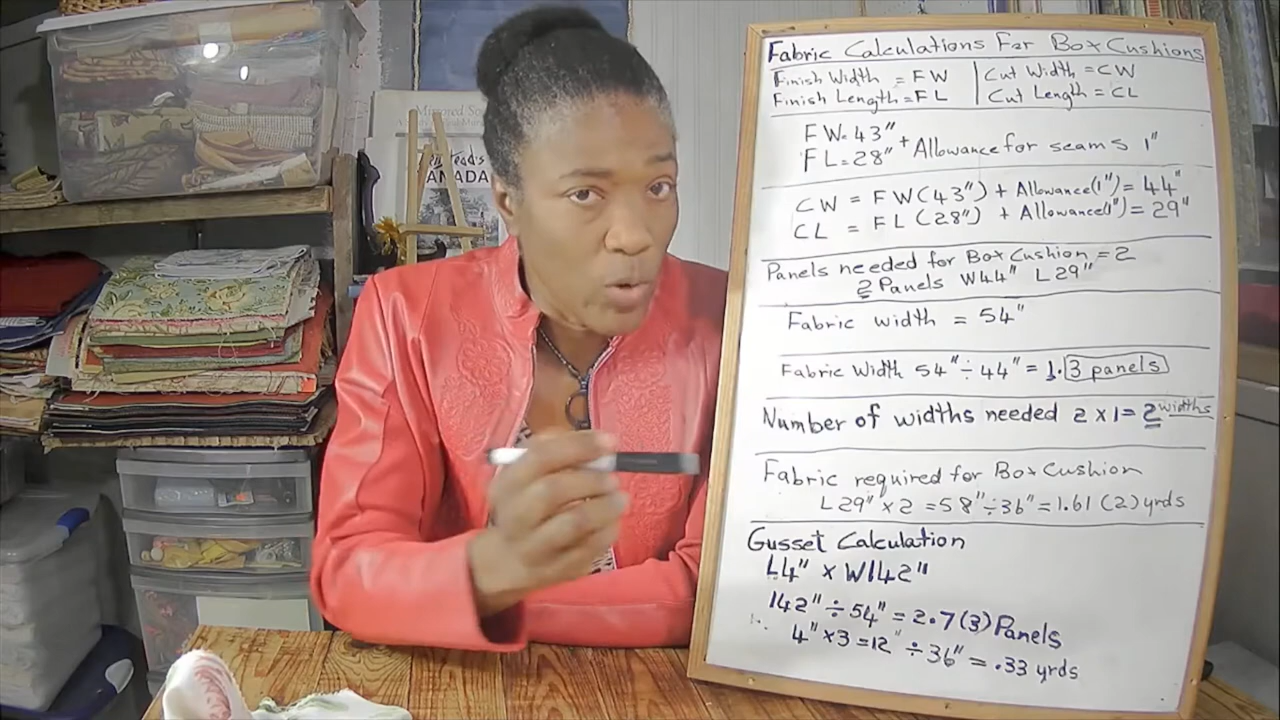 Mirrored
CANADA
Fabric Calculations For Box Cushions
Finish Width = FW | Cut Width = CW
Finish Length = FL | Cut Length = CL
FW = 43"
FL = 28" + Allowance for seams 1"
CW = FW (43") + Allowance (1") = 44"
CL = FL (28") + Allowance (1") = 29"
Panels needed for Box Cushion = 2
2 Panels W44" L29"
Fabric width = 54"
Fabric Width 54" ÷ 44" = 1.3 panels
Number of widths needed 2 x 1 = 2 widths
Fabric required for Box Cushion
L29" x 2 = 58" ÷ 36" = 1.61 (2) yrds
Gusset Calculation
L4" x W142"
142" ÷ 54" = 2.7 (3) Panels
4" x 3 = 12" ÷ 36" = .33 yrds